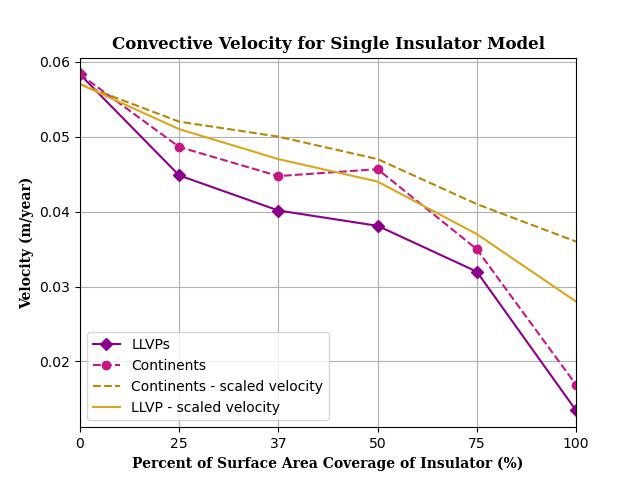 Convective Velocity for Single Insulator Model
0.06
0.05
0.04
0.03
0.02
Velocity (m/year)
LLVPs
Continents
Continents - scaled velocity
LLVP - scaled velocity
0 25 37 50 75 100
Percent of Surface Area Coverage of Insulator (%)